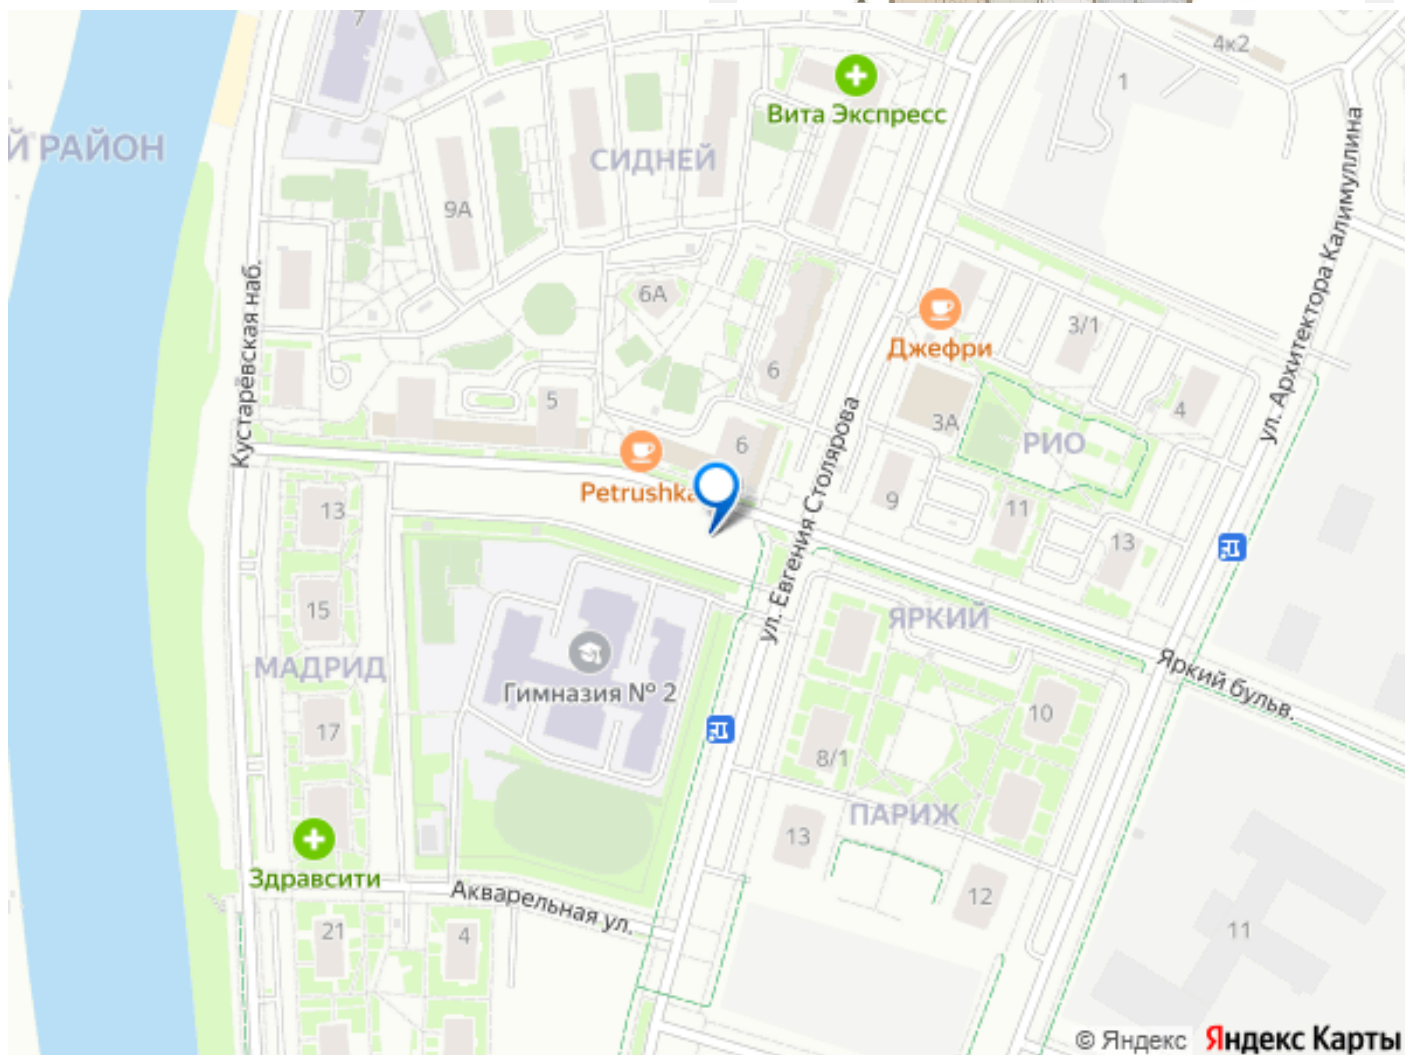 7
4к2
1
Вита Экспресс
Й РАЙОН
СИДНЕЙ
9А
ул. Архитектора Калимуллина
Кустарёвская наб.
6А
3/1
Джефри
6
5
4
3А
РИО
6
Petrushka
ул. Евгения Столярова
13
9
11
13
15
ЯРКИЙ
МАДРИД
Гимназия № 2
Яркий бульв.
17
10
8/1
ПАРИЖ
13
Здравсити
Акварельная ул.
12
21
4
11
© Яндекс Яндекс Карты